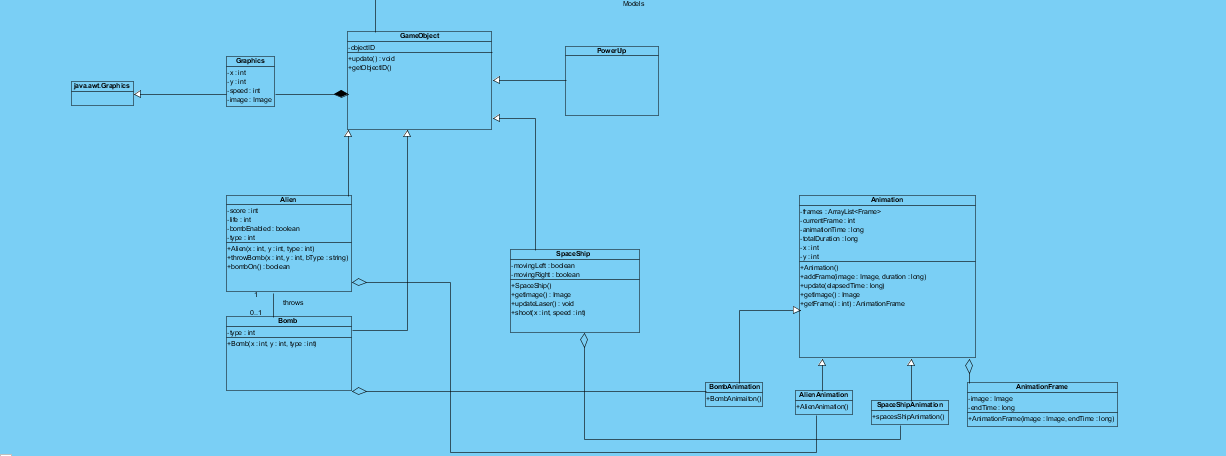 Models
GameObject
-objectID
+update() : void
+getObjectID()
PowerUp
Graphics
-x : int
-y : int
-speed : int
-image : Image
java.awt.Graphics
Alien
-score : int
-life : int
-bombEnabled : boolean
-type : int
+Alien(x : int, y : int, type : int)
+throwBomb(x : int, y : int, bType : string)
+bombOn() : boolean
1
throws
0..1
Bomb
-type : int
+Bomb(x : int, y : int, type : int)
SpaceShip
-movingLeft : boolean
-movingRight : boolean
+SpaceShip()
+getImage() : Image
+updateLaser() : void
+shoot(x : int, speed : int)
Animation
-frames : ArrayList<Frame>
-currentFrame : int
-animationTime : long
-totalDuration : long
-x : int
-y : int
+Animation()
+addFrame(image : Image, duration : long)
+update(elapsedTime : long)
+getImage() : Image
+getFrame(i : int) : AnimationFrame
BombAnimation
+BombAnimaiton()
AlienAnimation
+AlienAnimation()
SpaceShipAnimation
+spacesShipAnimation()
AnimationFrame
-image : Image
-endTime : long
+AnimationFrame(image : Image, endTime : long)